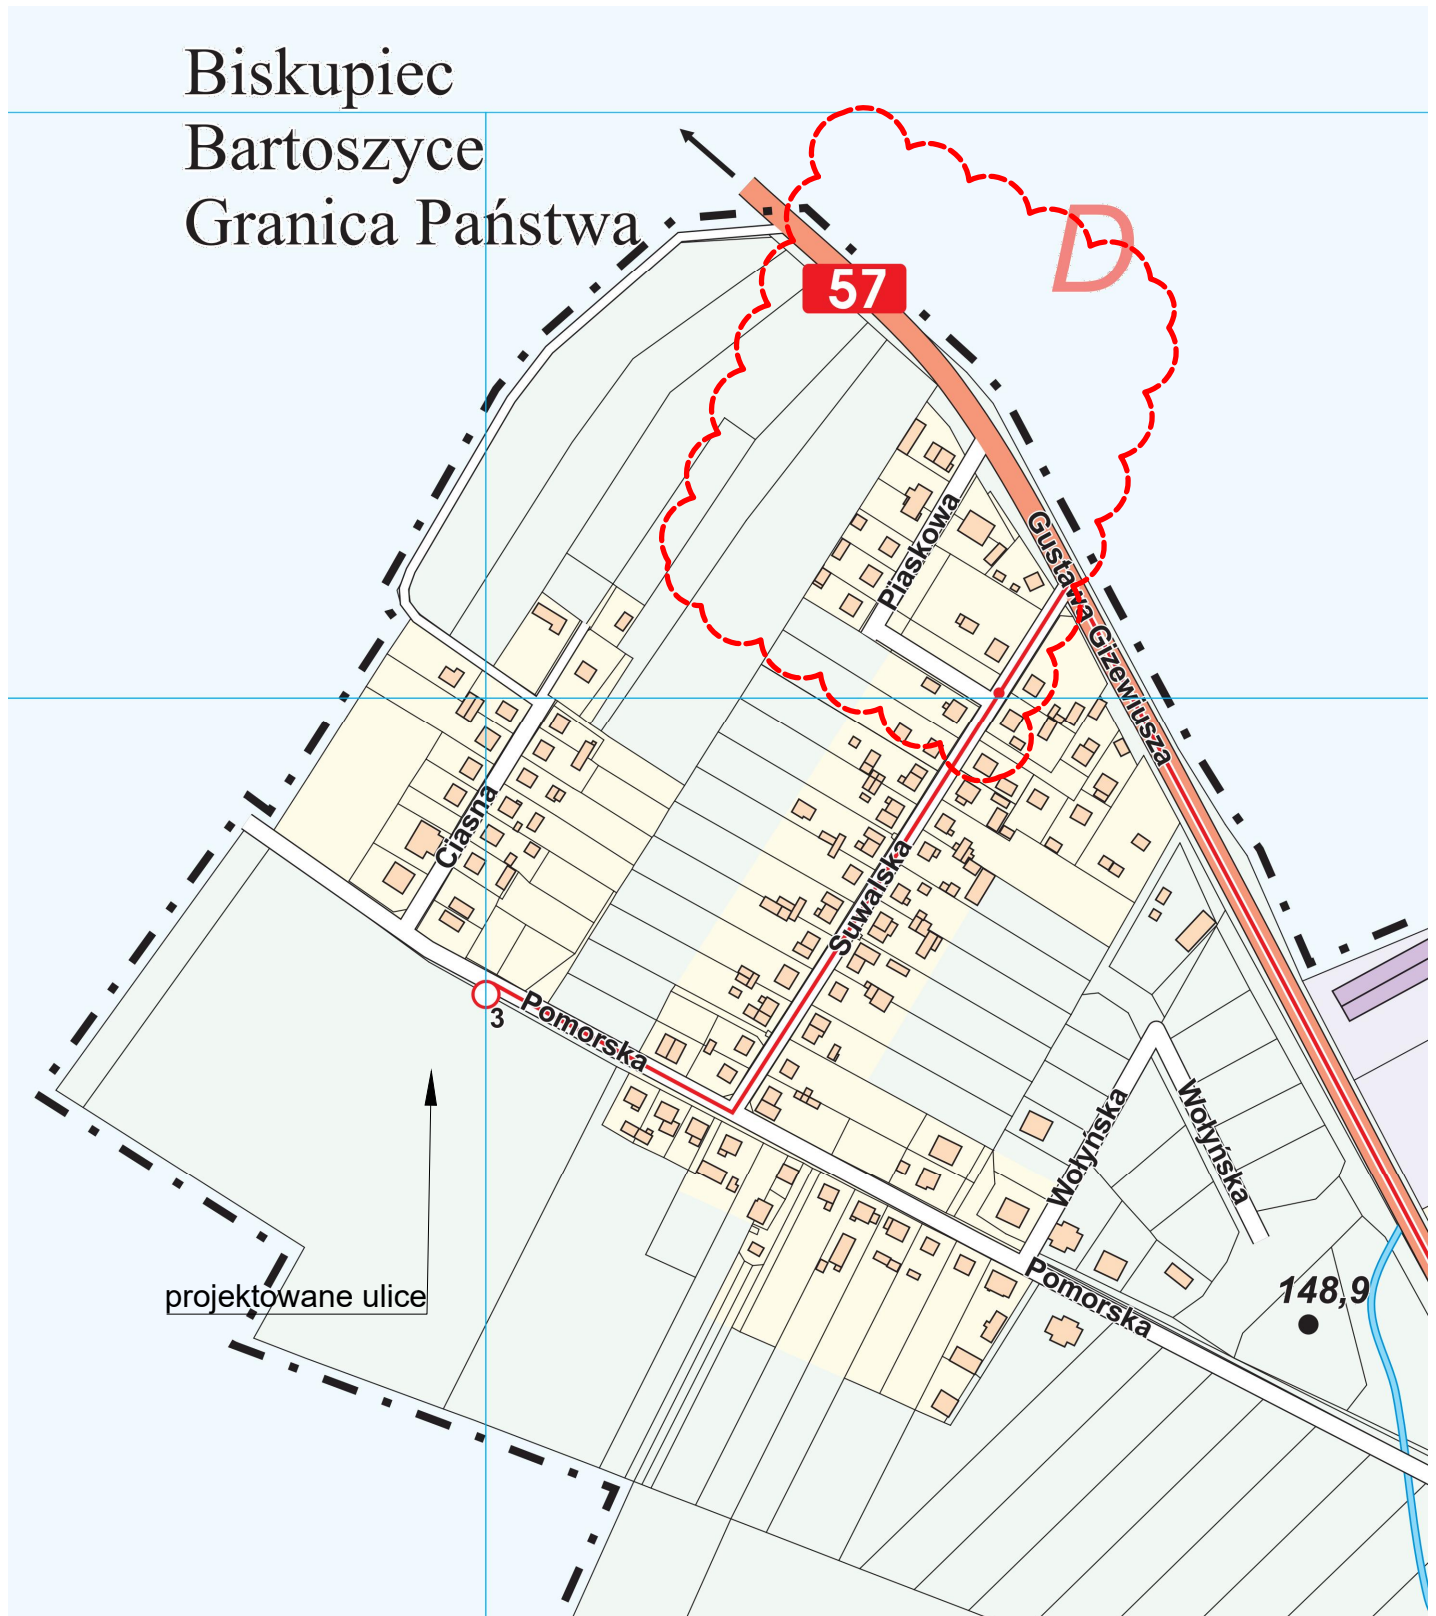 Biskupiec
Bartoszyce
Granica Państwa
D
57
Piaskowa
Gustawa Gizewiusza
Ciasna
Suwalska
3
Pomorska
Wołyńska
Wołyńska
projektowane ulice
Pomorska
148,9